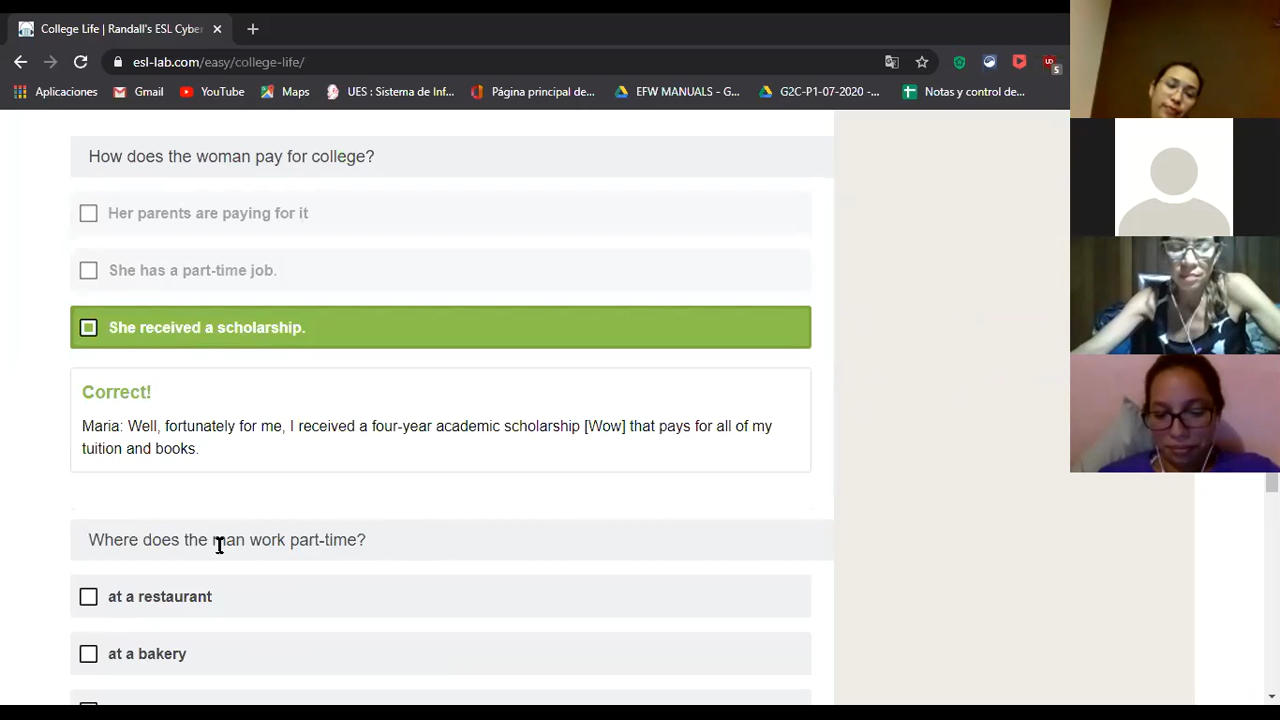 College Life | Randall's ESL Cyber
esl-lab.com/easy/college-life/
UD
5
Aplicaciones Gmail YouTube Maps UES : Sistema de Inf... Página principal de... EFW MANUALS - G... G2C-P1-07-2020 -... Notas y control de...
How does the woman pay for college?
Her parents are paying for it
She has a part-time job.
She received a scholarship.
Correct!
Maria: Well, fortunately for me, I received a four-year academic scholarship [Wow] that pays for all of my
tuition and books.
Where does the man work part-time?
at a restaurant
at a bakery